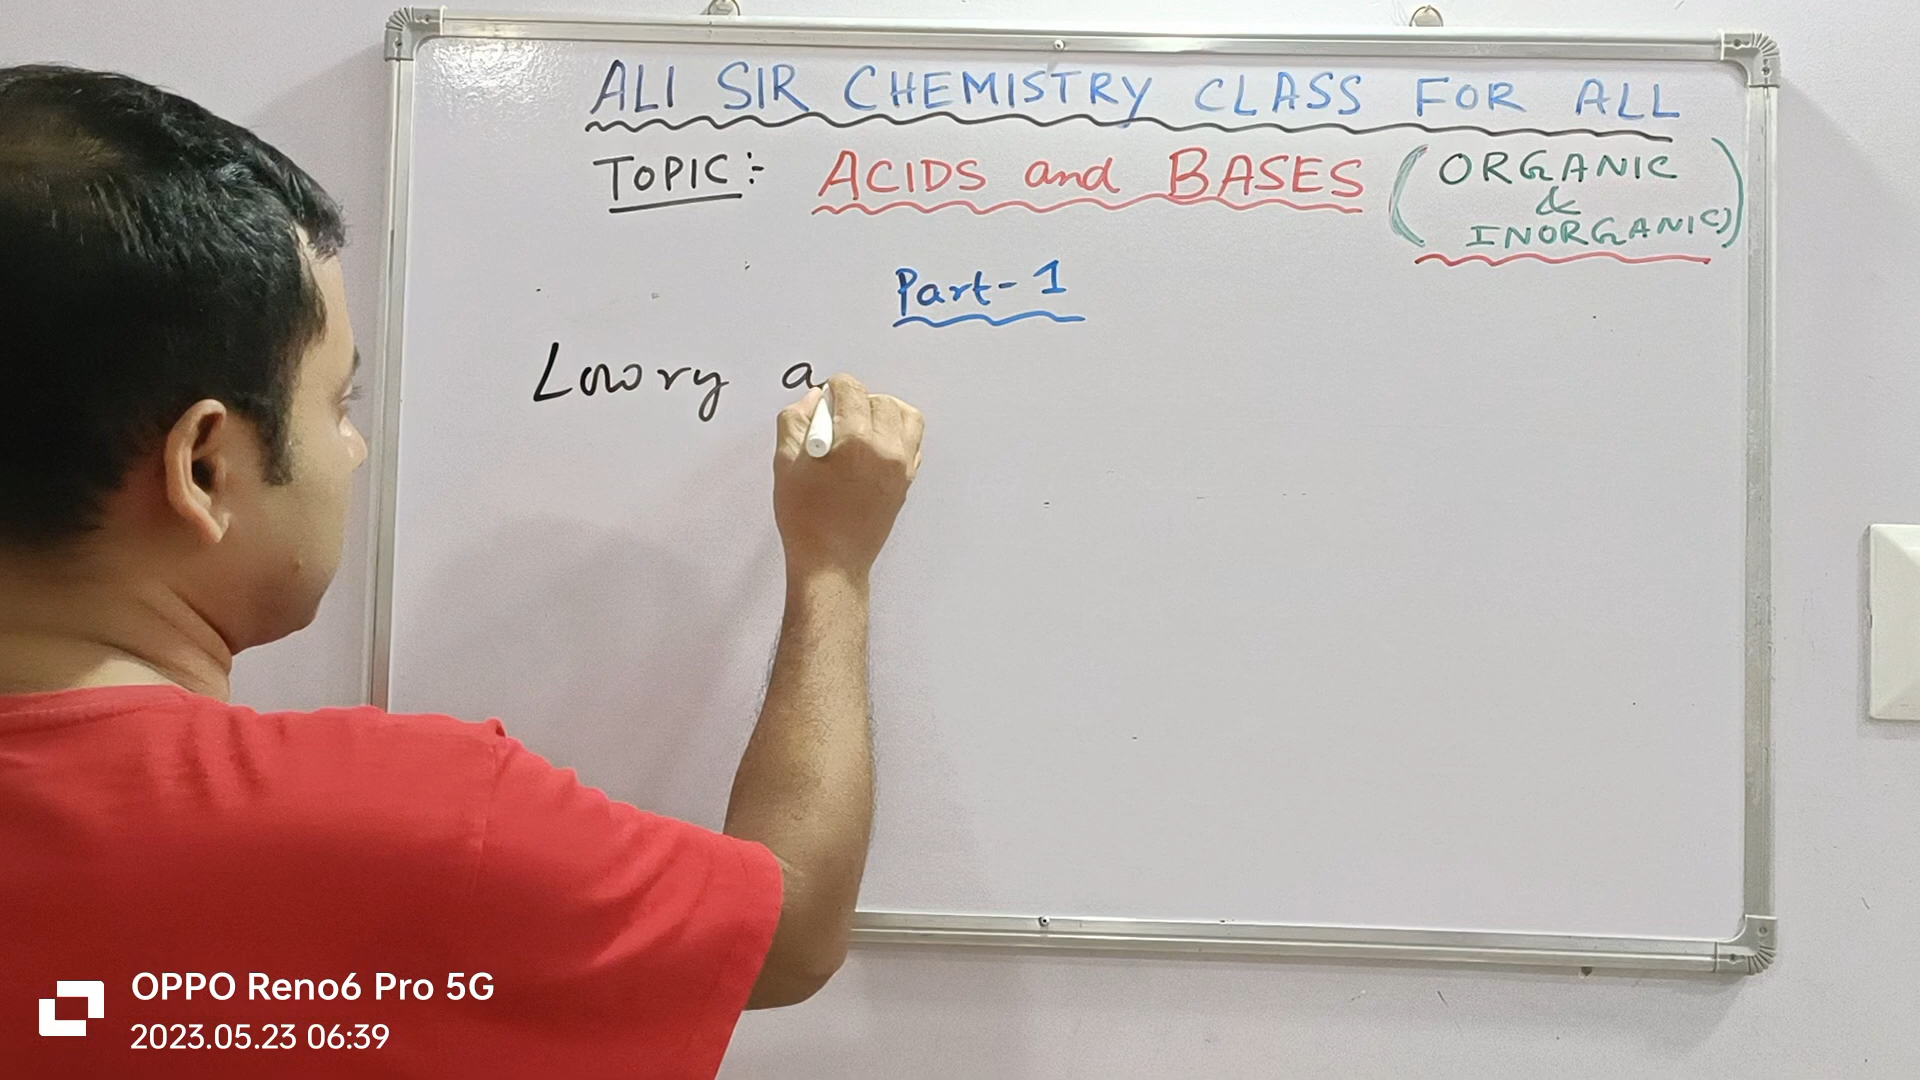 ALI SIR CHEMISTRY CLASS FOR ALL
TOPIC:- ACIDS and BASES (ORGANIC
&
INORGANIC)
Part-1
Lowry a
OPPO Reno6 Pro 5G
2023.05.23 06:39